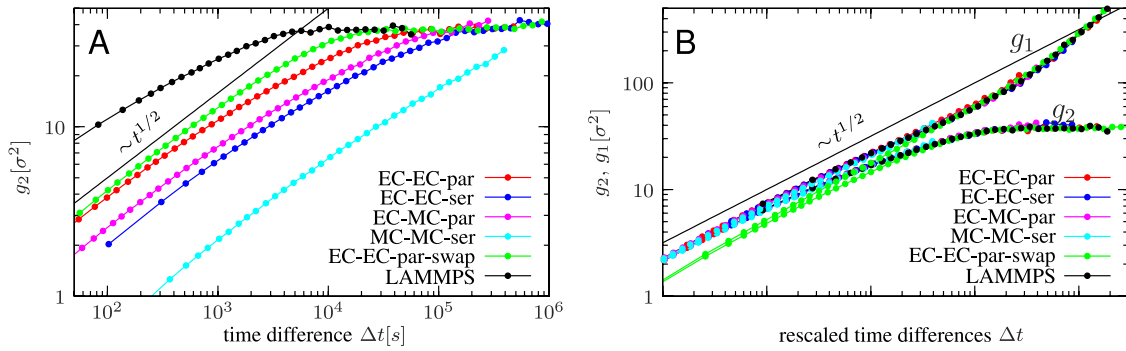 A
g₂[σ²]
10
1
∼t^{1/2}
EC-EC-par
EC-EC-ser
EC-MC-par
MC-MC-ser
EC-EC-par-swap
LAMMPS
10² 10³ 10⁴ 10⁵ 10⁶
time difference Δt[s]
B
g₂, g₁[σ²]
100
10
1
∼t^{1/2}
g₁
g₂
EC-EC-par
EC-EC-ser
EC-MC-par
MC-MC-ser
EC-EC-par-swap
LAMMPS
rescaled time differences Δt